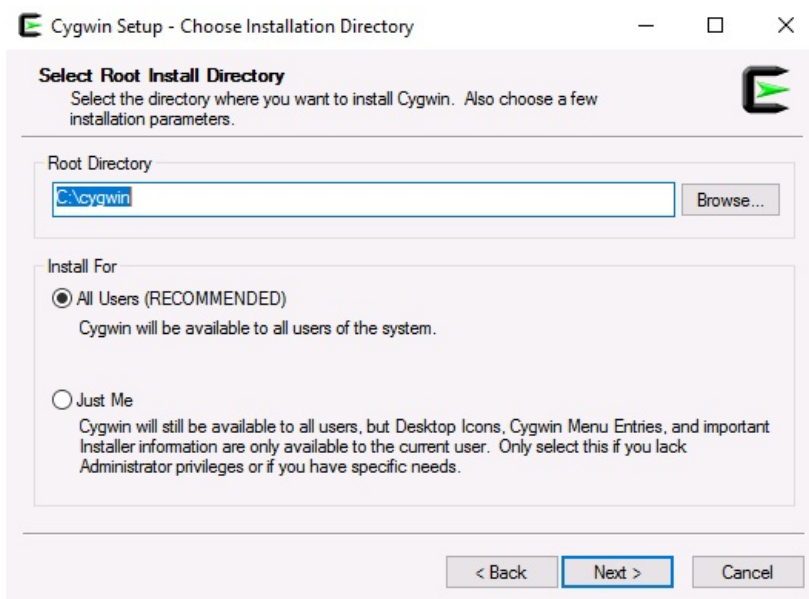 Cygwin Setup - Choose Installation Directory
Select Root Install Directory
Select the directory where you want to install Cygwin. Also choose a few
installation parameters.
Root Directory
C:\cygwin
Browse...
Install For
All Users (RECOMMENDED)
Cygwin will be available to all users of the system.
Just Me
Cygwin will still be available to all users, but Desktop Icons, Cygwin Menu Entries, and important
Installer information are only available to the current user. Only select this if you lack
Administrator privileges or if you have specific needs.
< Back
Next >
Cancel